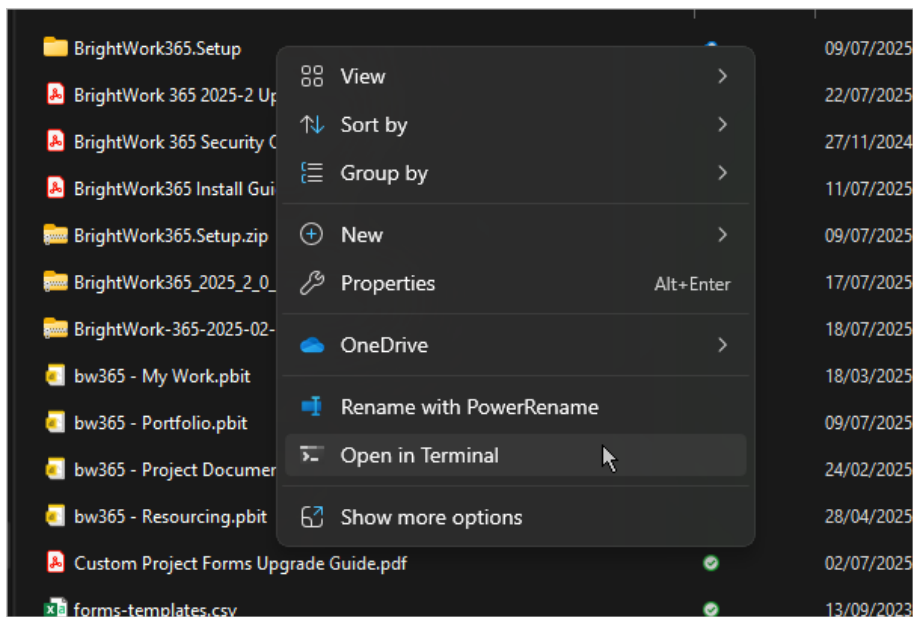 BrightWork365.Setup 09/07/2025
View
BrightWork 365 2025-2 Up 22/07/2025
Sort by
BrightWork 365 Security 27/11/2024
Group by
BrightWork365 Install Gui 11/07/2025
BrightWork365.Setup.zip 09/07/2025
New
BrightWork365_2025_2_0_ 17/07/2025
Properties Alt+Enter
BrightWork-365-2025-02- 18/07/2025
OneDrive
bw365 - My Work.pbit 18/03/2025
Rename with PowerRename
bw365 - Portfolio.pbit 09/07/2025
Open in Terminal
bw365 - Project Documer 24/02/2025
bw365 - Resourcing.pbit 28/04/2025
Show more options
Custom Project Forms Upgrade Guide.pdf 02/07/2025
forms-templates.csv 13/09/2023